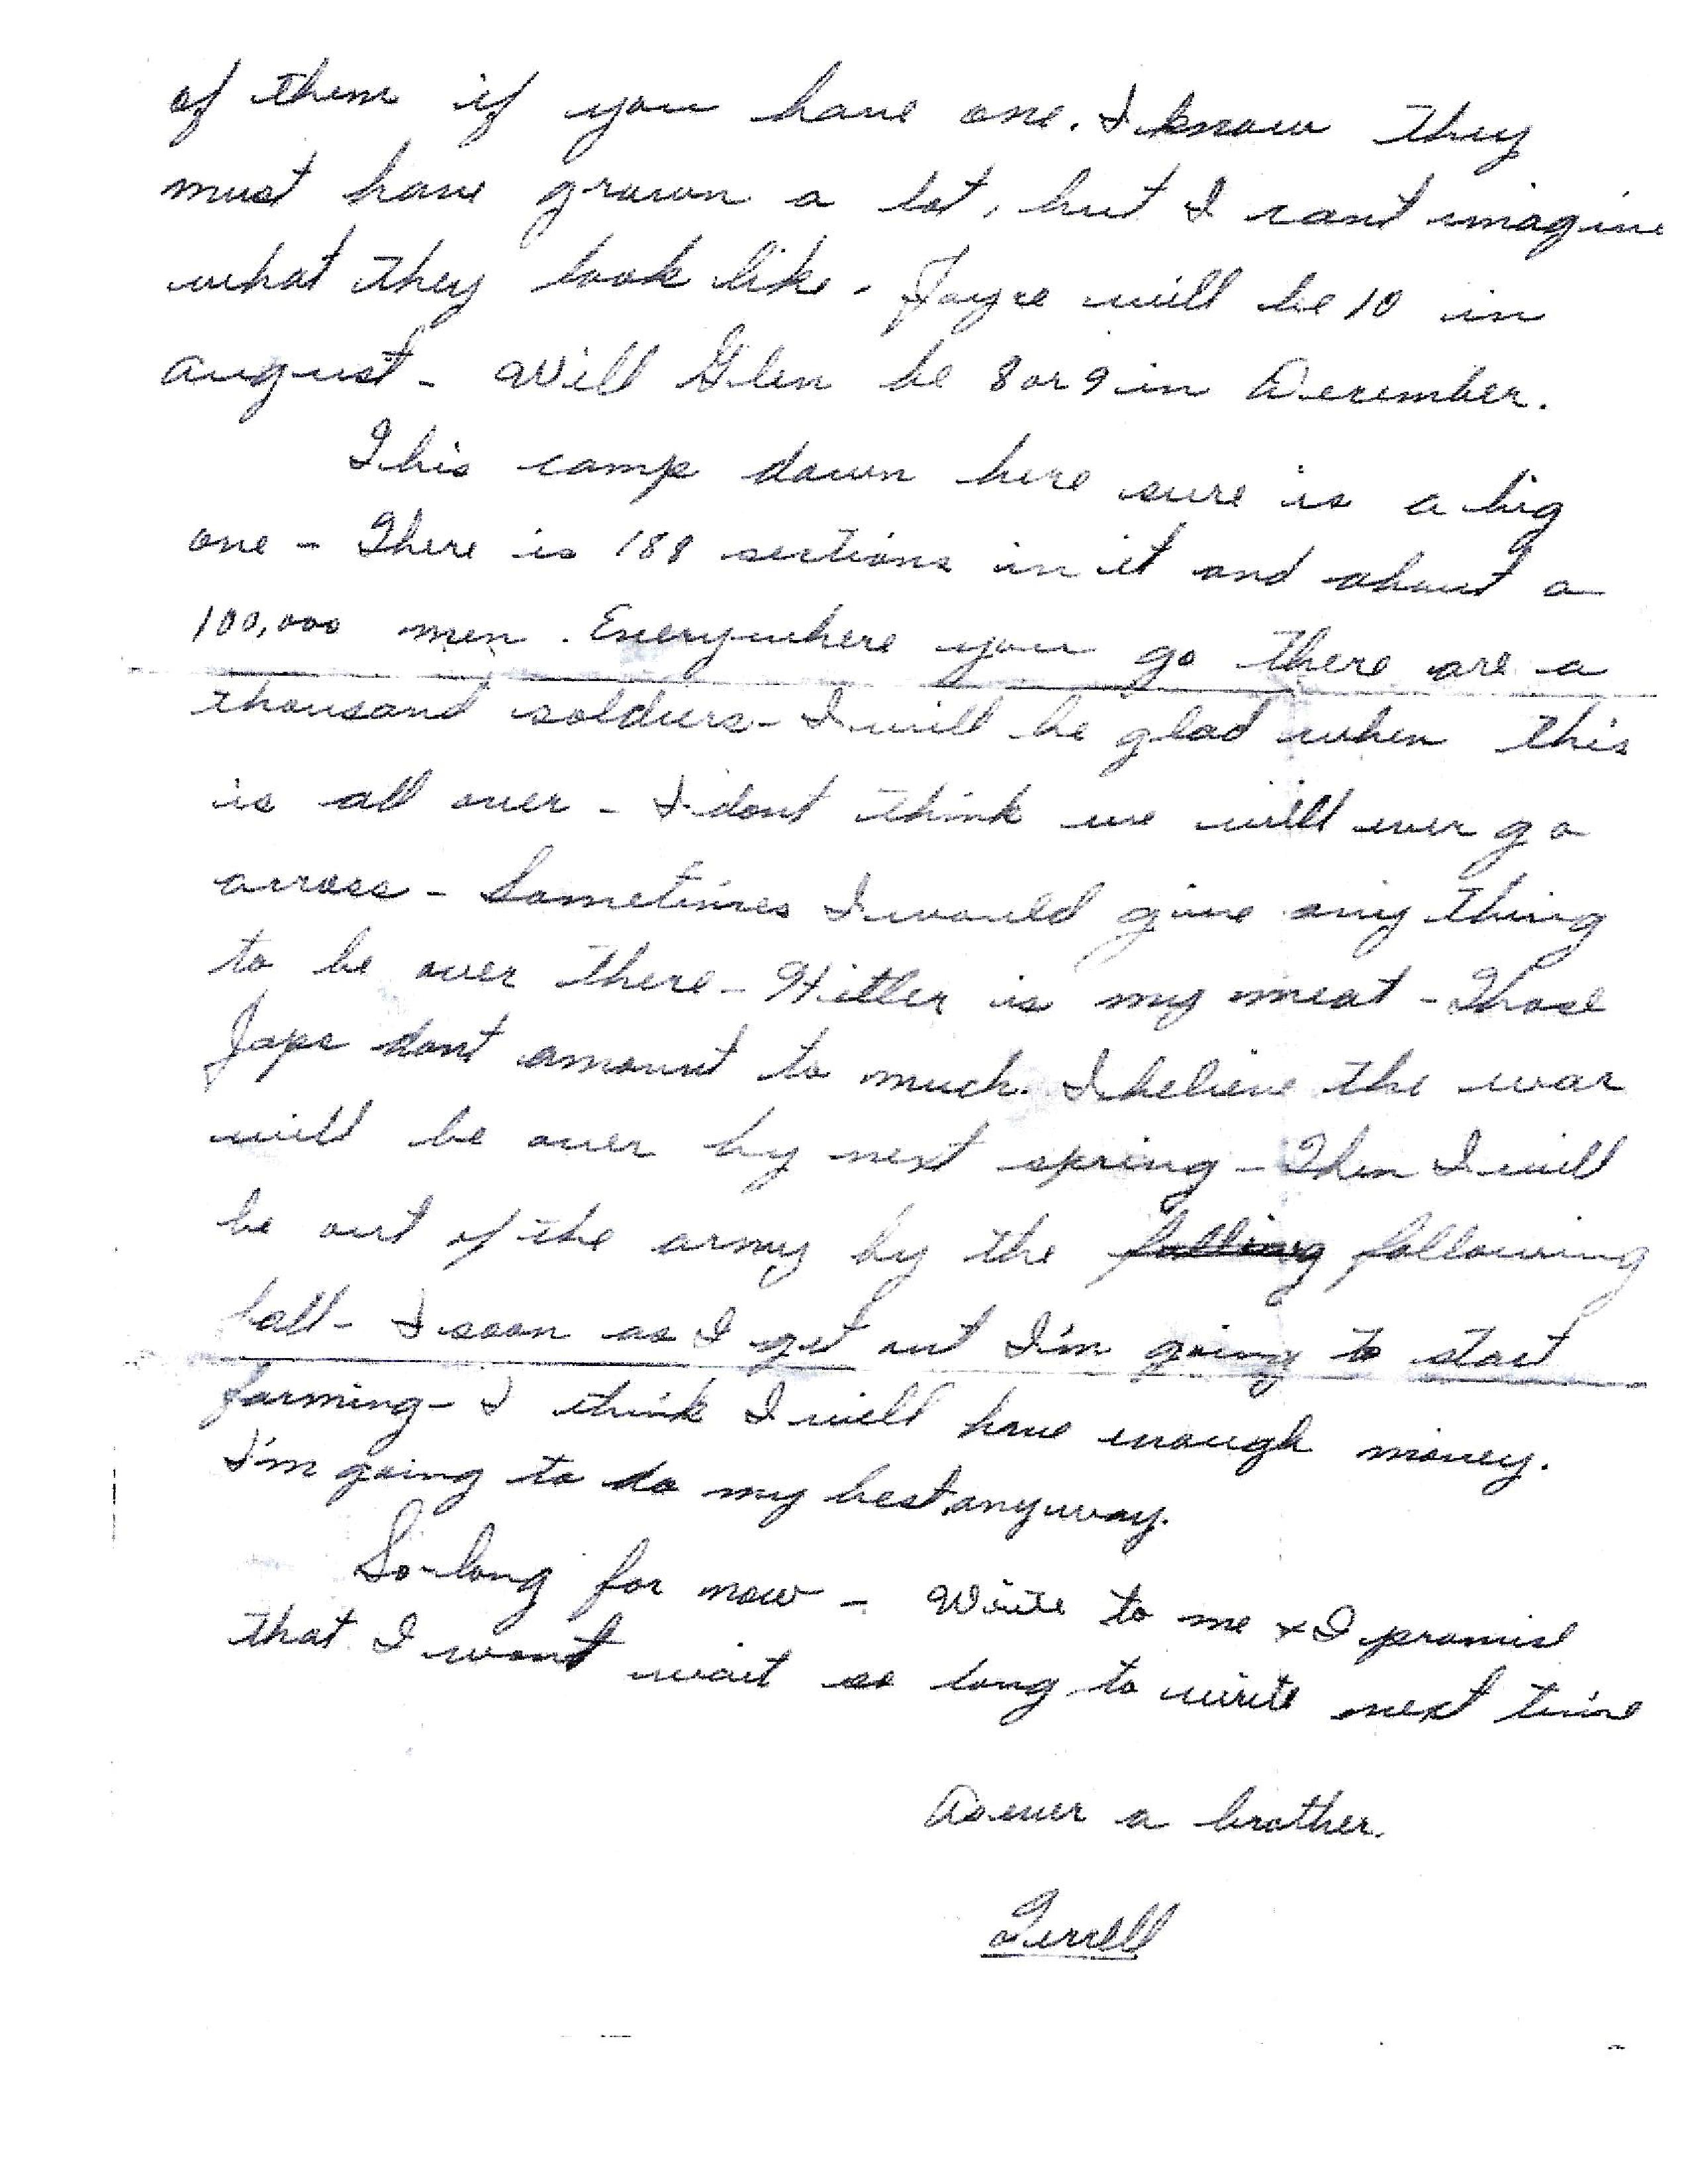 of them if you have one. I know they
must have grown a lot, but I cant imagine
what they look like. Joyce will be 10 in
August - Will Glen be 8 or 9 in December.
This camp down here sure is a big
one - There is 188 sections in it and about a
100,000 men. Everywhere you go there are a
thousand soldiers - I will be glad when this
is all over - I dont think we will ever go
across - Sometimes I would give anything
to be over there - Hitler is my meat - Those
Japs dont amount to much. I believe the war
will be over by next spring - Then I will
be out of the army by the falling following
fall - I soon as I get out I'm going to start
farming - I think I will have enough money.
I'm going to do my best anyway.
So-long for now - Write to me & I promise
that I wont wait so long to write next time
As ever a brother.
Terrell